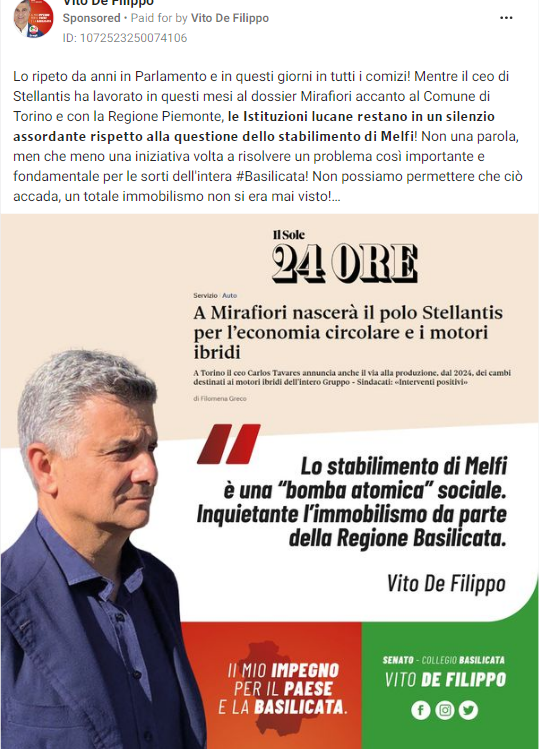 Vito De Filippo
Sponsored • Paid for by Vito De Filippo
ID: 1072523250074106
Lo ripeto da anni in Parlamento e in questi giorni in tutti i comizi! Mentre il ceo di
Stellantis ha lavorato in questi mesi al dossier Mirafiori accanto al Comune di
Torino e con la Regione Piemonte, le Istituzioni lucane restano in un silenzio
assordante rispetto alla questione dello stabilimento di Melfi! Non una parola,
men che meno una iniziativa volta a risolvere un problema così importante e
fondamentale per le sorti dell'intera #Basilicata! Non possiamo permettere che ciò
accada, un totale immobilismo non si era mai visto!...
Il Sole
24 ORE
Servizio | Auto
A Mirafiori nascerà il polo Stellantis
per l'economia circolare e i motori
ibridi
A Torino il ceo Carlos Tavares annuncia anche il via alla produzione, dal 2024, dei cambi
destinati ai motori ibridi dell'intero Gruppo - Sindacati: «Interventi positivi»
di Filomena Greco
Lo stabilimento di Melfi
è una "bomba atomica" sociale.
Inquietante l'immobilismo da parte
della Regione Basilicata.
Vito De Filippo
Il MIO IMPEGNO
PER IL PAESE
E LA BASILICATA.
SENATO - COLLEGIO BASILICATA
VITO DE FILIPPO